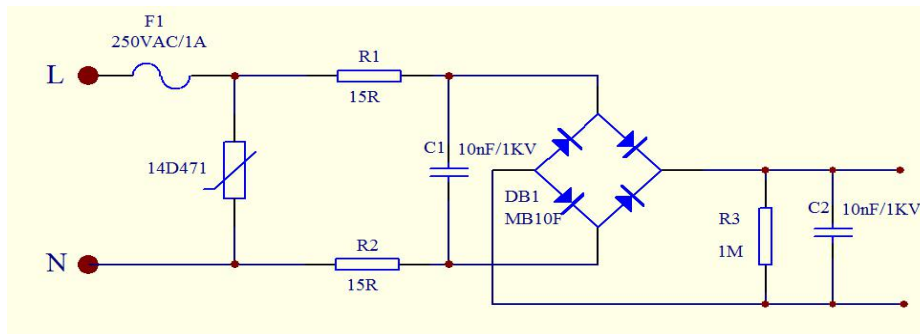 F1
250VAC/1A
L
R1
15R
14D471
C1 10nF/1KV
DB1
MB10F
R3
1M
C2 10nF/1KV
N
R2
15R